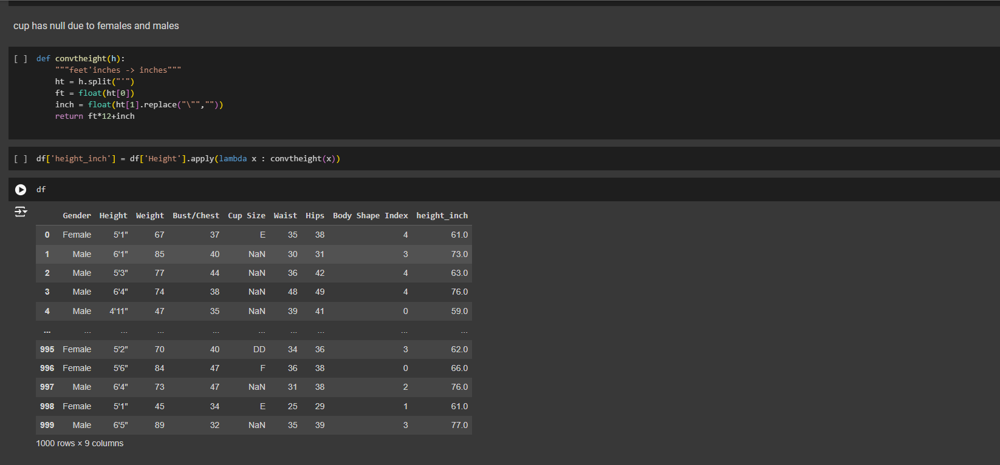 cup has null due to females and males
[ ] def convtheight(h):
"""feet'inches -> inches"""
ht = h.split("'")
ft = float(ht[0])
inch = float(ht[1].replace("\"",""))
return ft*12+inch
[ ] df['height_inch'] = df['Height'].apply(lambda x : convtheight(x))
df
Gender Height Weight Bust/Chest Cup Size Waist Hips Body Shape Index height_inch
0 Female 5'1" 67 37 E 35 38 4 61.0
1 Male 6'1" 85 40 NaN 30 31 3 73.0
2 Male 5'3" 77 44 NaN 36 42 4 63.0
3 Male 6'4" 74 38 NaN 48 49 4 76.0
4 Male 4'11" 47 35 NaN 39 41 0 59.0
... ... ... ... ... ... ... ... ... ...
995 Female 5'2" 70 40 DD 34 36 3 62.0
996 Female 5'6" 84 47 F 36 38 0 66.0
997 Male 6'4" 73 47 NaN 31 38 2 76.0
998 Female 5'1" 45 34 E 25 29 1 61.0
999 Male 6'5" 89 32 NaN 35 39 3 77.0
1000 rows × 9 columns